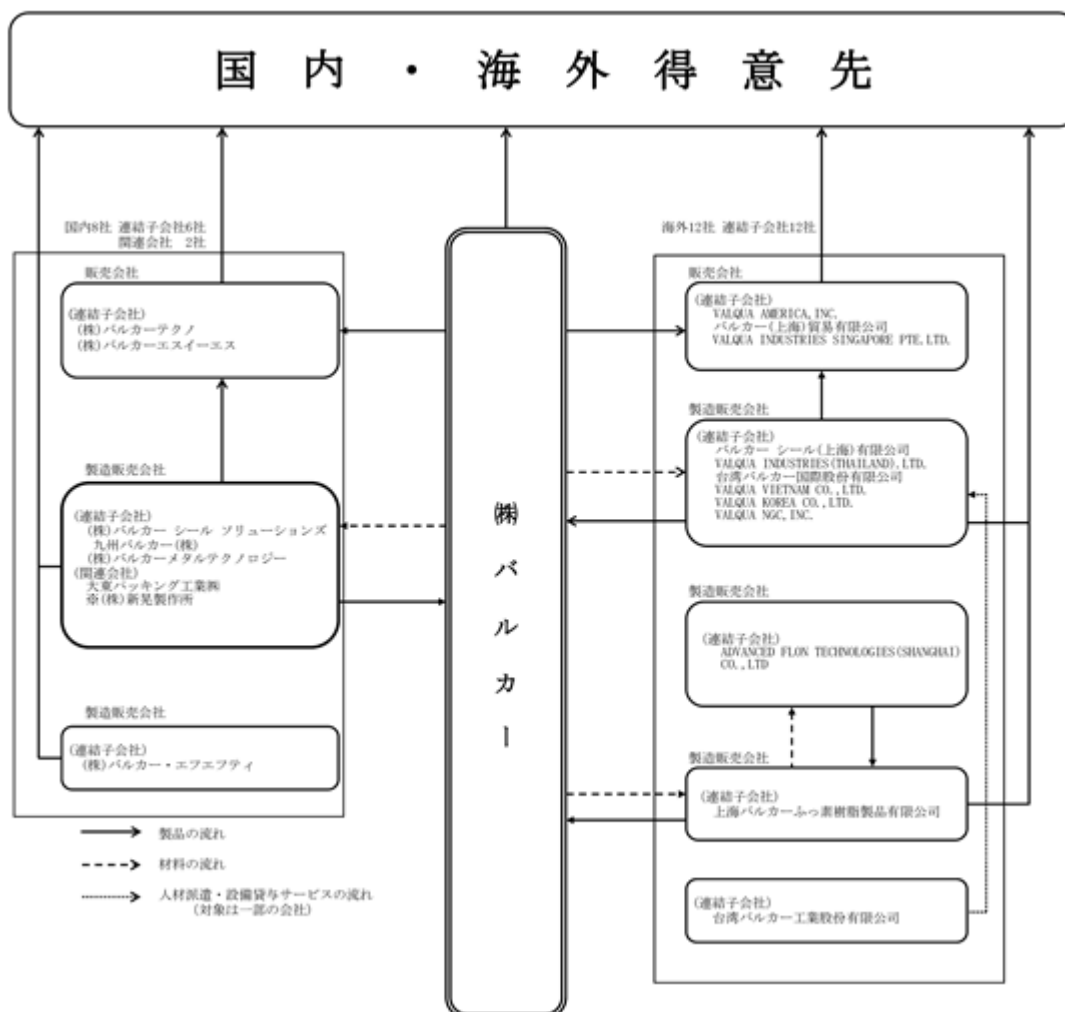 国内・海外得意先
国内8社 連結子会社6社
関連会社 2社
販売会社
(連結子会社)
(株)バルカーテクノ
(株)バルカーエスイーエス
製造販売会社
(連結子会社)
(株)バルカー シール ソリューションズ
九州バルカー(株)
(株)バルカーメタルテクノロジー
(関連会社)
大東パッキング工業㈱
※(株)新晃製作所
製造販売会社
(連結子会社)
(株)バルカー・エフエフティ
製品の流れ
材料の流れ
人材派遣・設備貸与サービスの流れ
(対象は一部の会社)
㈱バルカー
海外12社 連結子会社12社
販売会社
(連結子会社)
VALQUA AMERICA,INC.
バルカー(上海)貿易有限公司
VALQUA INDUSTRIES SINGAPORE PTE.LTD.
製造販売会社
(連結子会社)
バルカー シール(上海)有限公司
VALQUA INDUSTRIES(THAILAND),LTD.
台湾バルカー国際股份有限公司
VALQUA VIETNAM CO.,LTD.
VALQUA KOREA CO.,LTD.
VALQUA NGC,INC.
製造販売会社
(連結子会社)
ADVANCED FLON TECHNOLOGIES(SHANGHAI)
CO.,LTD
製造販売会社
(連結子会社)
上海バルカーふっ素樹脂製品有限公司
(連結子会社)
台湾バルカー工業股份有限公司